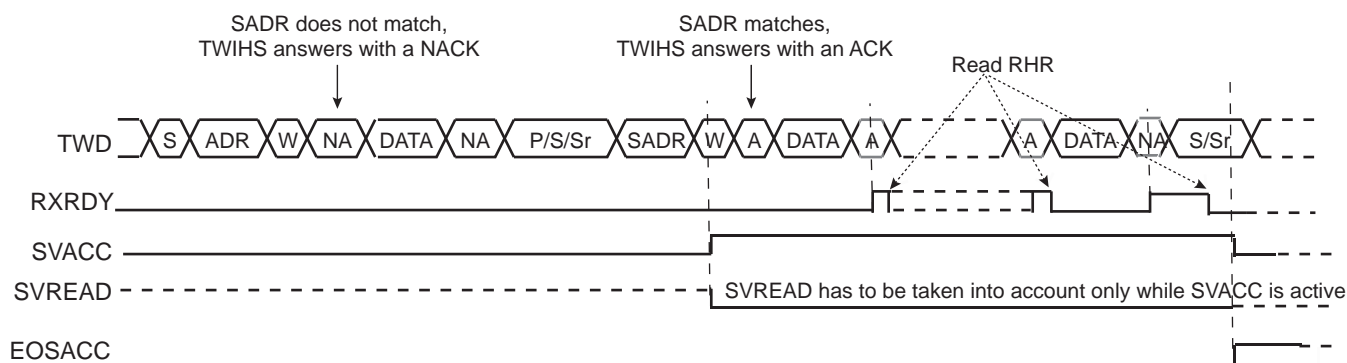 SADR does not match,
TWIHS answers with a NACK
SADR matches,
TWIHS answers with an ACK
Read RHR
TWD S ADR W NA DATA NA P/S/Sr SADR W A DATA A A DATA NA S/Sr
RXRDY
SVACC
SVREAD SVREAD has to be taken into account only while SVACC is active
EOSACC